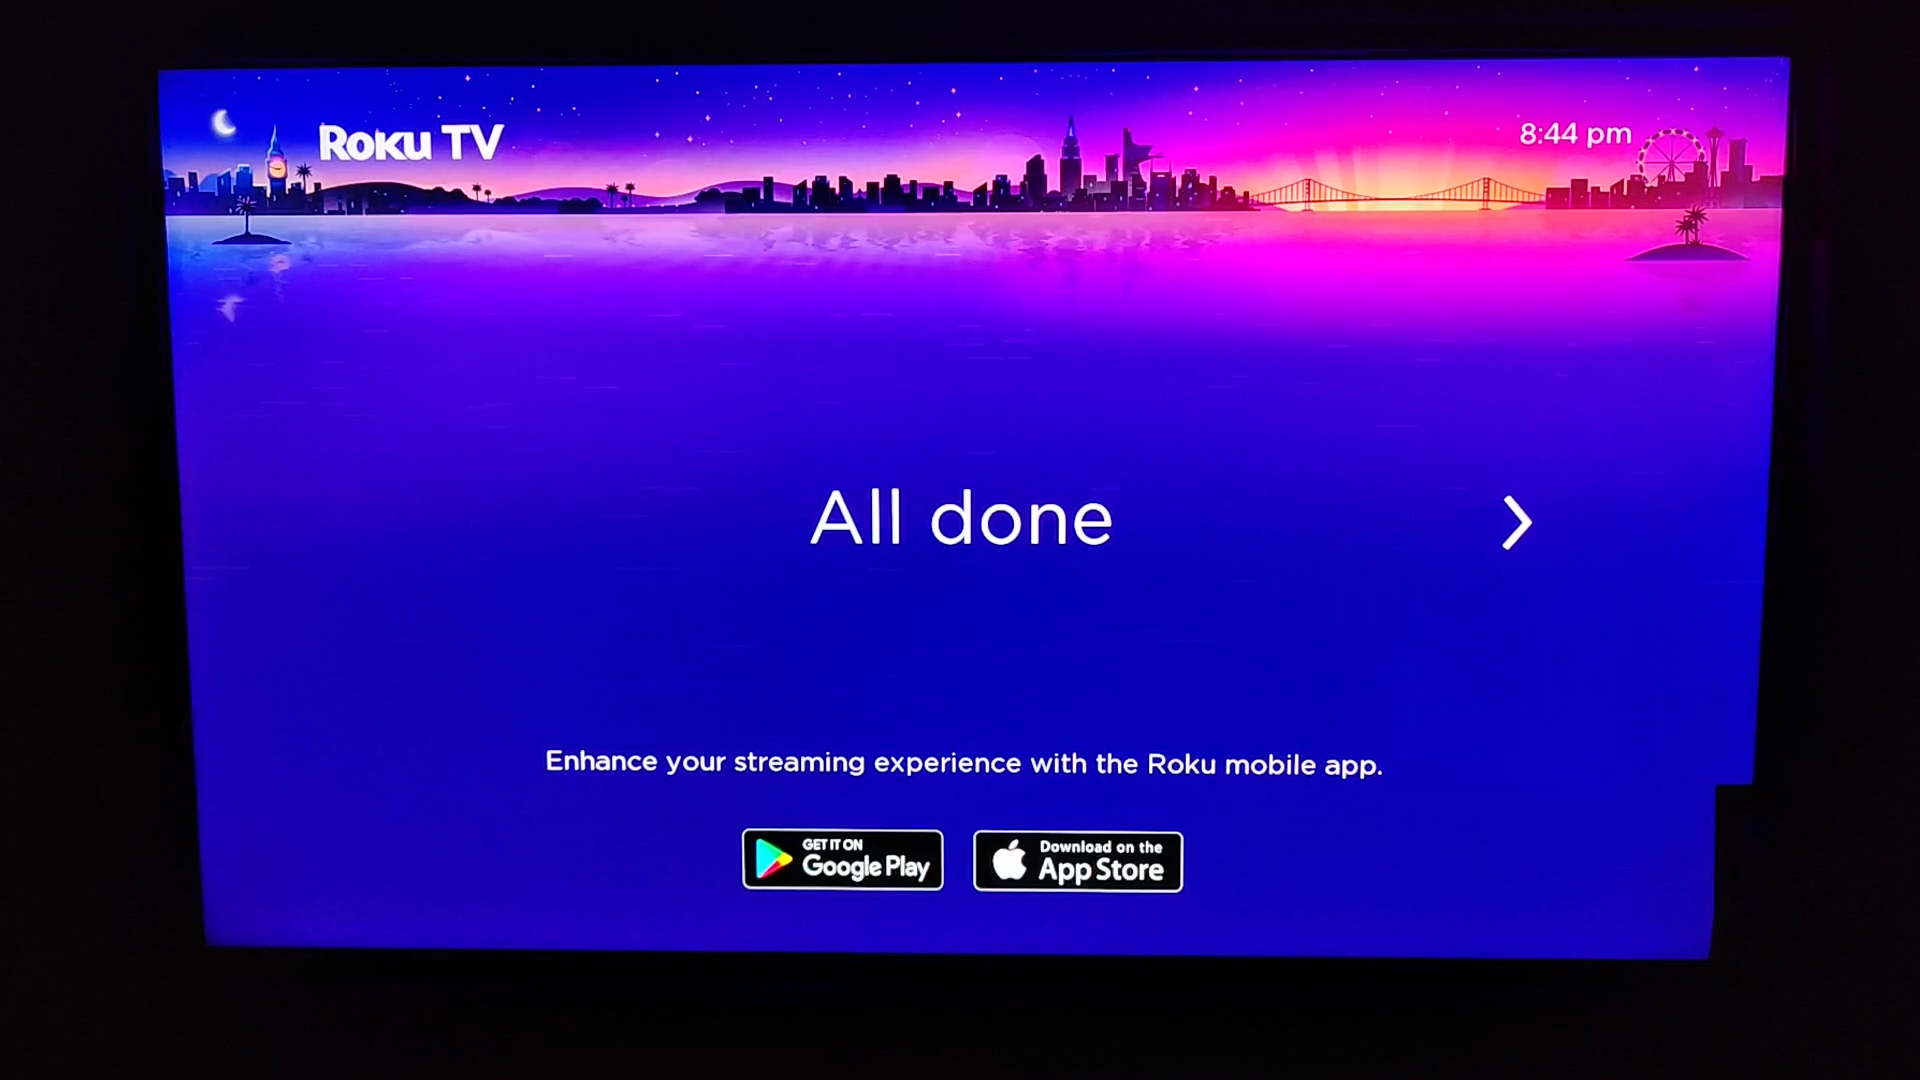 Roku TV
8:44 pm
All done
Enhance your streaming experience with the Roku mobile app.
GET IT ON
Google Play
Download on the
App Store